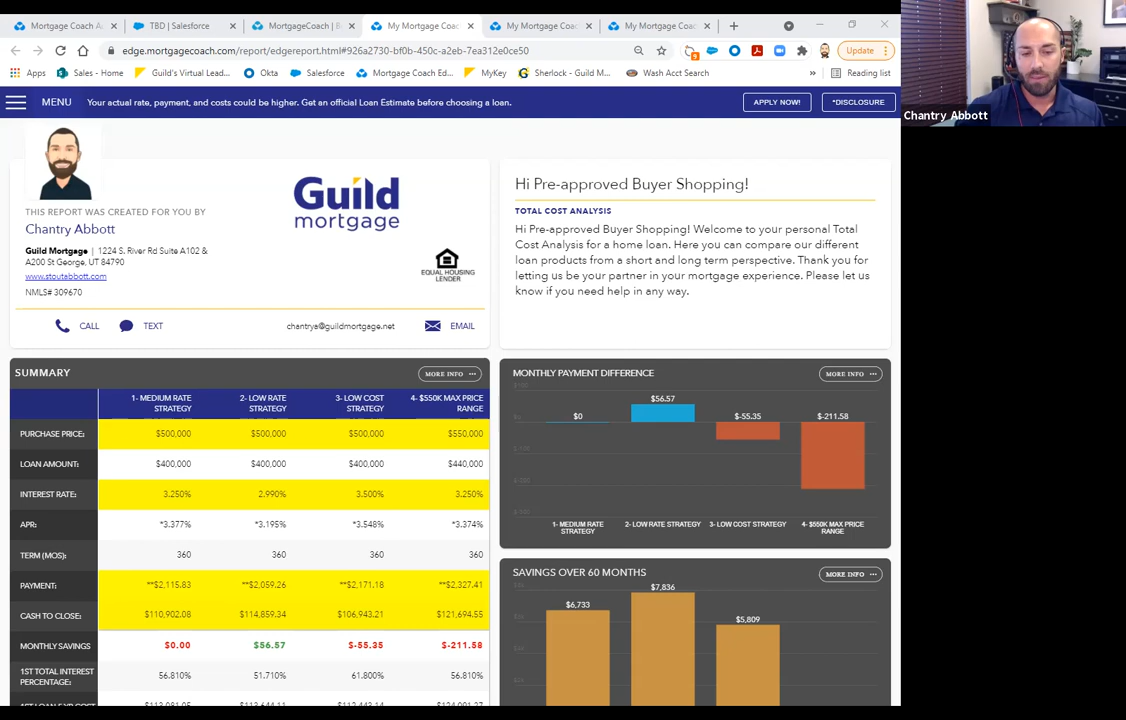 Mortgage Coach A
TBD | Salesforce
MortgageCoach | B
My Mortgage Coac
My Mortgage Coac
My Mortgage Coac
edge.mortgagecoach.com/report/edgereport.html#926a2730-bf0b-450c-a2eb-7ea312e0ce50
Update
Apps
Sales - Home
Guild's Virtual Lead...
Okta
Salesforce
Mortgage Coach Ed...
MyKey
Sherlock - Guild M...
Wash Acct Search
»
Reading list
MENU
Your actual rate, payment, and costs could be higher. Get an official Loan Estimate before choosing a loan.
APPLY NOW!
*DISCLOSURE
Chantry Abbott
THIS REPORT WAS CREATED FOR YOU BY
Chantry Abbott
Guild Mortgage | 1224 S. River Rd Suite A102 &
A200 St George, UT 84790
www.stoutabbott.com
NMLS# 309670
Guild
mortgage
EQUAL HOUSING
LENDER
CALL
TEXT
chantrya@guildmortgage.net
EMAIL
Hi Pre-approved Buyer Shopping!
TOTAL COST ANALYSIS
Hi Pre-approved Buyer Shopping! Welcome to your personal Total
Cost Analysis for a home loan. Here you can compare our different
loan products from a short and long term perspective. Thank you for
letting us be your partner in your mortgage experience. Please let us
know if you need help in any way.
SUMMARY
MORE INFO ...
1- MEDIUM RATE STRATEGY 2- LOW RATE STRATEGY 3- LOW COST STRATEGY 4- $550K MAX PRICE RANGE
PURCHASE PRICE: $500,000 $500,000 $500,000 $550,000
LOAN AMOUNT: $400,000 $400,000 $400,000 $440,000
INTEREST RATE: 3.250% 2.990% 3.500% 3.250%
APR: *3.377% *3.195% *3.548% *3.374%
TERM (MOS): 360 360 360 360
PAYMENT: **$2,115.83 **$2,059.26 **$2,171.18 **$2,327.41
CASH TO CLOSE: $110,902.08 $114,859.34 $106,943.21 $121,694.55
MONTHLY SAVINGS $0.00 $56.57 $-55.35 $-211.58
1ST TOTAL INTEREST PERCENTAGE: 56.810% 51.710% 61.800% 56.810%
MONTHLY PAYMENT DIFFERENCE
MORE INFO ...
$0
$56.57
$-55.35
$-211.58
1- MEDIUM RATE STRATEGY
2- LOW RATE STRATEGY
3- LOW COST STRATEGY
4- $550K MAX PRICE RANGE
SAVINGS OVER 60 MONTHS
MORE INFO ...
$6,733
$7,836
$5,809